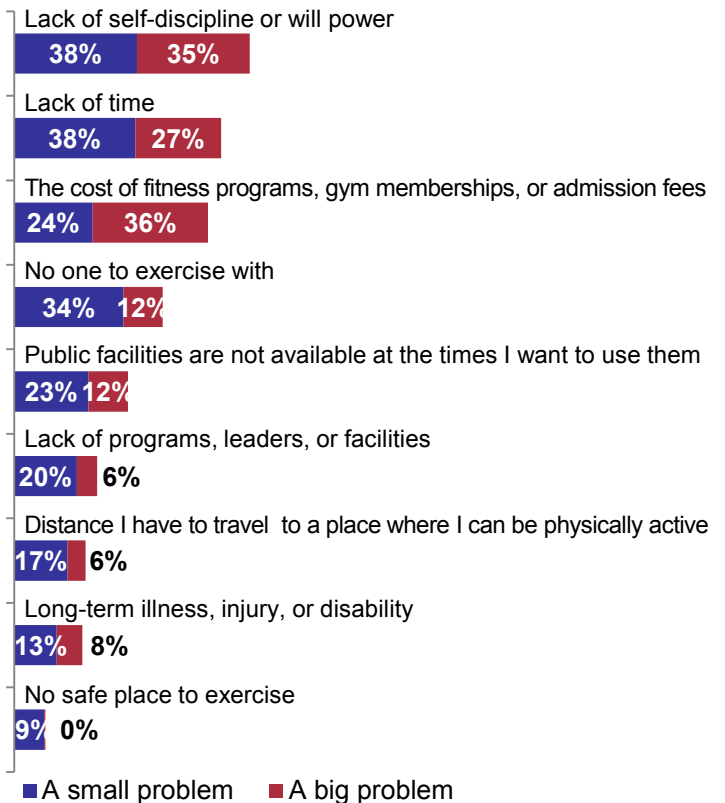 Lack of self-discipline or will power
38% 35%
Lack of time
38% 27%
The cost of fitness programs, gym memberships, or admission fees
24% 36%
No one to exercise with
34% 12%
Public facilities are not available at the times I want to use them
23% 12%
Lack of programs, leaders, or facilities
20% 6%
Distance I have to travel to a place where I can be physically active
17% 6%
Long-term illness, injury, or disability
13% 8%
No safe place to exercise
9% 0%
A small problem A big problem